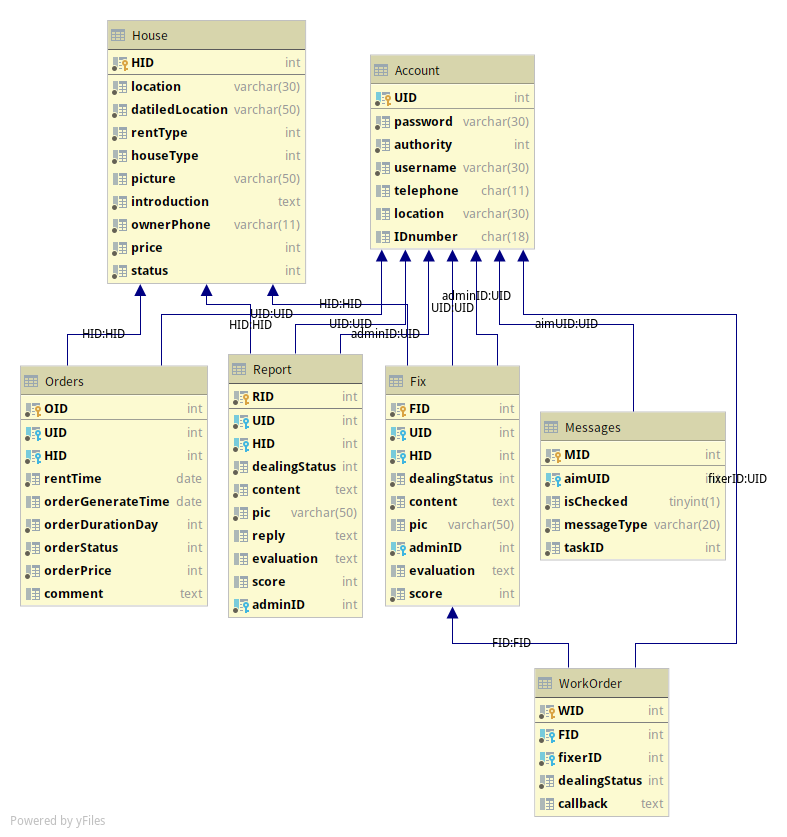 House
HID int
location varchar(30)
datiledLocation varchar(50)
rentType int
houseType int
picture varchar(50)
introduction text
ownerPhone varchar(11)
price int
status int
Account
UID int
password varchar(30)
authority int
username varchar(30)
telephone char(11)
location varchar(30)
IDnumber char(18)
HID:HID
UID:UID
HID:HID
UID:UID
adminID:UID
HID:HID
UID:UID
adminID:UID
aimUID:UID
Orders
OID int
UID int
HID int
rentTime date
orderGenerateTime date
orderDurationDay int
orderStatus int
orderPrice int
comment text
Report
RID int
UID int
HID int
dealingStatus int
content text
pic varchar(50)
reply text
evaluation text
score int
adminID int
Fix
FID int
UID int
HID int
dealingStatus int
content text
pic varchar(50)
adminID int
evaluation text
score int
Messages
MID int
aimUID
isChecked tinyint(1)
messageType varchar(20)
taskID int
fixerID:UID
FID:FID
WorkOrder
WID int
FID int
fixerID int
dealingStatus int
callback text
Powered by yFiles